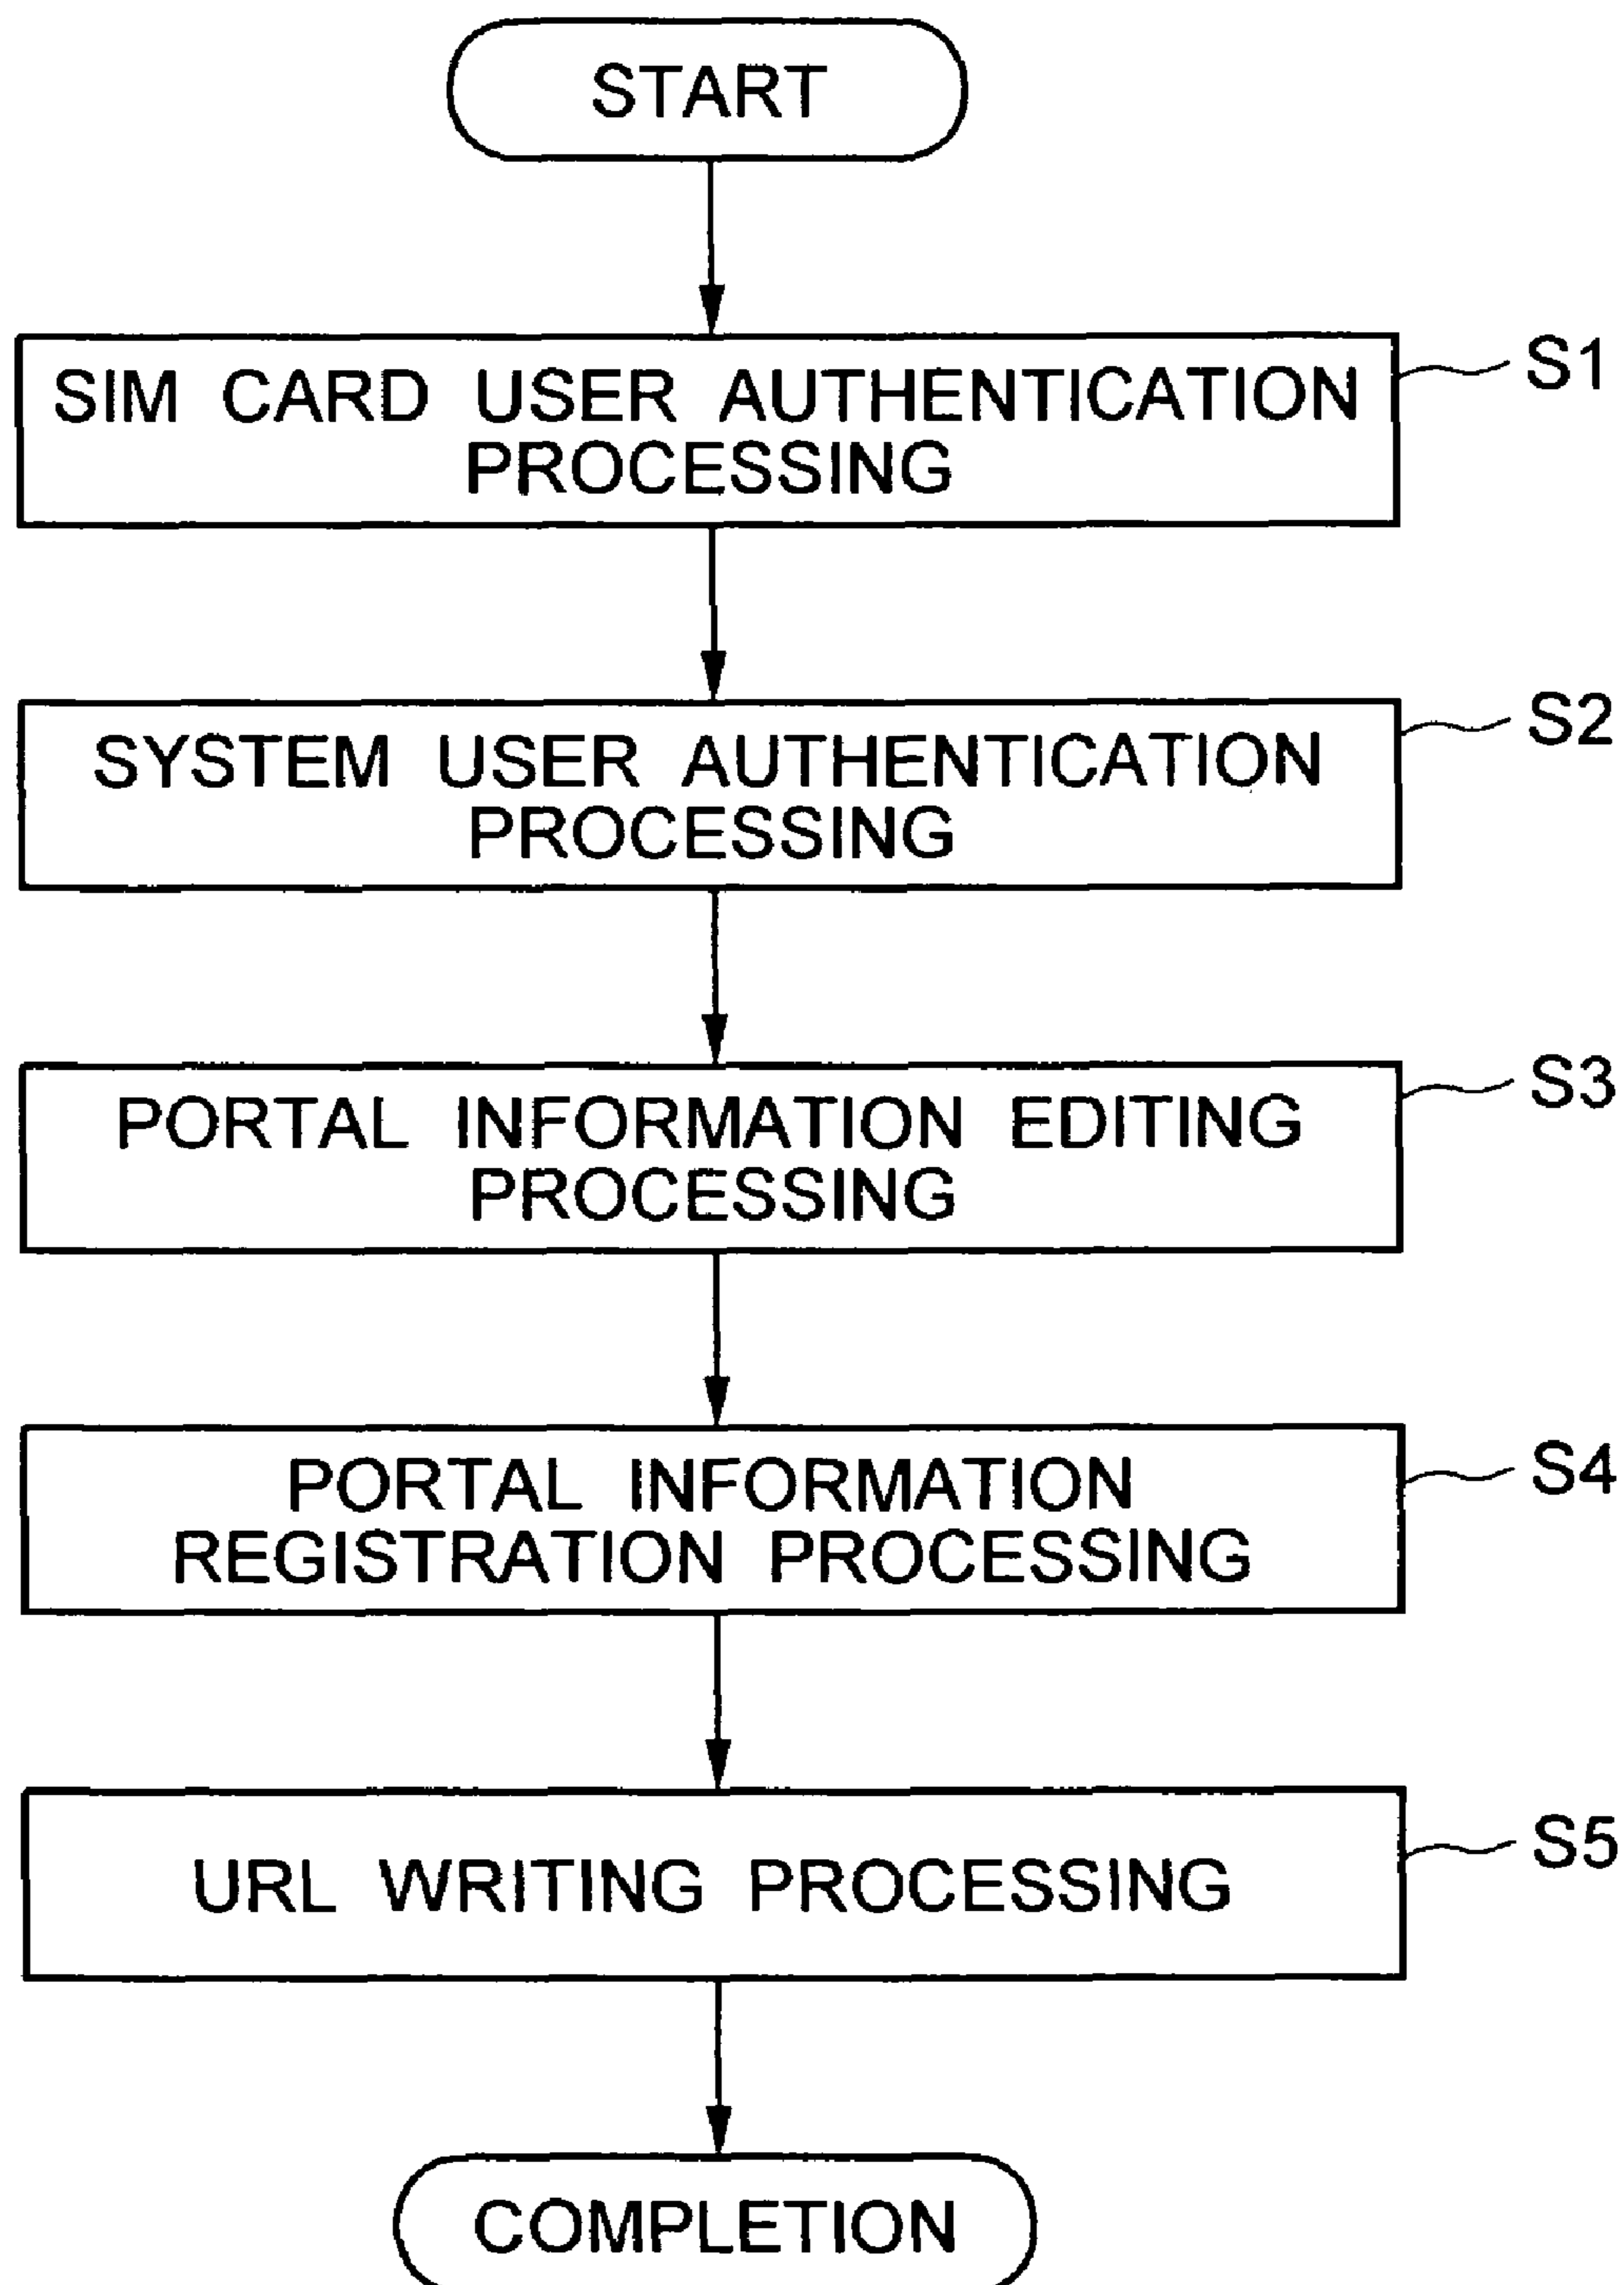 START
SIM CARD USER AUTHENTICATION
PROCESSING
S1
SYSTEM USER AUTHENTICATION
PROCESSING
S2
PORTAL INFORMATION EDITING
PROCESSING
S3
PORTAL INFORMATION
REGISTRATION PROCESSING
S4
URL WRITING PROCESSING
S5
COMPLETION